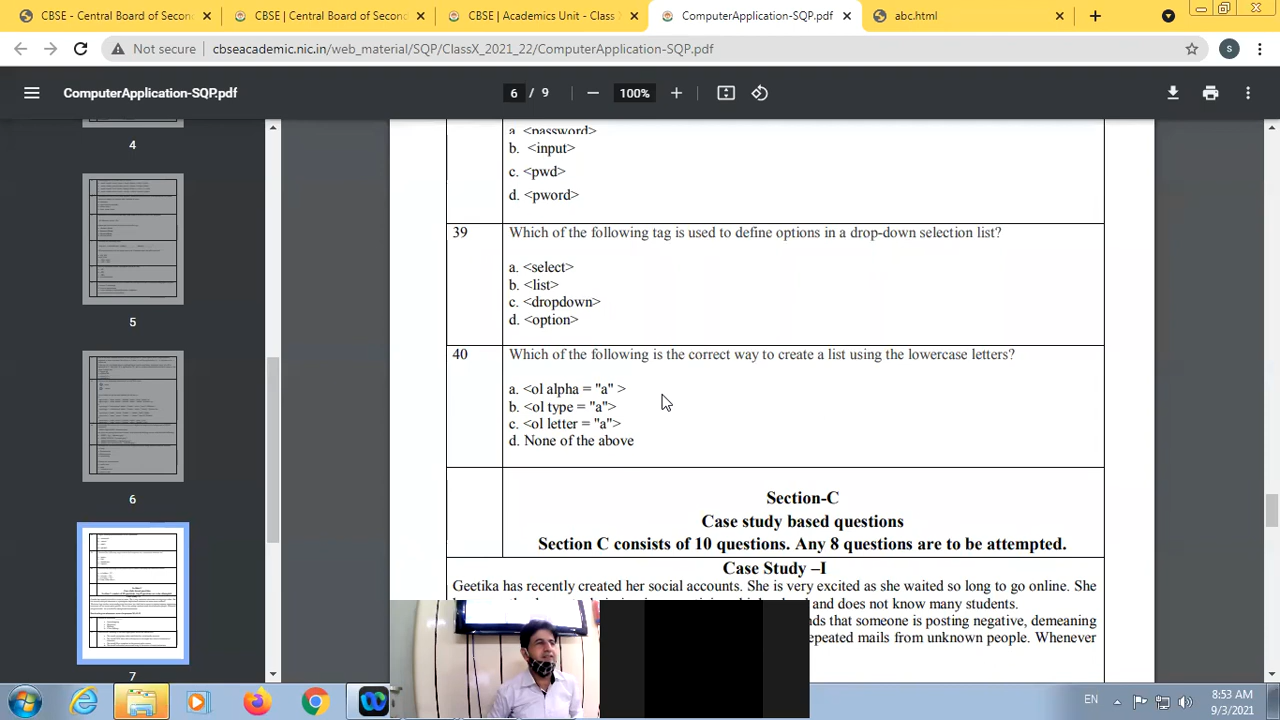 CBSE - Central Board of Secon
CBSE | Central Board of Second
CBSE | Academics Unit - Class X
ComputerApplication-SQP.pdf
abc.html
Not secure
cbseacademic.nic.in/web_material/SQP/ClassX_2021_22/ComputerApplication-SQP.pdf
S
ComputerApplication-SQP.pdf
6 / 9
100%
4
5
6
7
a. <password>
b. <input>
c. <pwd>
d. <pword>
39
Which of the following tag is used to define options in a drop-down selection list?
a. <select>
b. <list>
c. <dropdown>
d. <option>
40
Which of the following is the correct way to create a list using the lowercase letters?
a. <ol alpha = "a" >
b. <ol type = "a">
c. <ol letter = "a">
d. None of the above
Section-C
Case study based questions
Section C consists of 10 questions. Any 8 questions are to be attempted.
Case Study –I
Geetika has recently created her social accounts. She is very excited as she waited so long to go online. She
and does not know many students.
nds that someone is posting negative, demeaning
epeated mails from unknown people. Whenever
EN
8:53 AM
9/3/2021